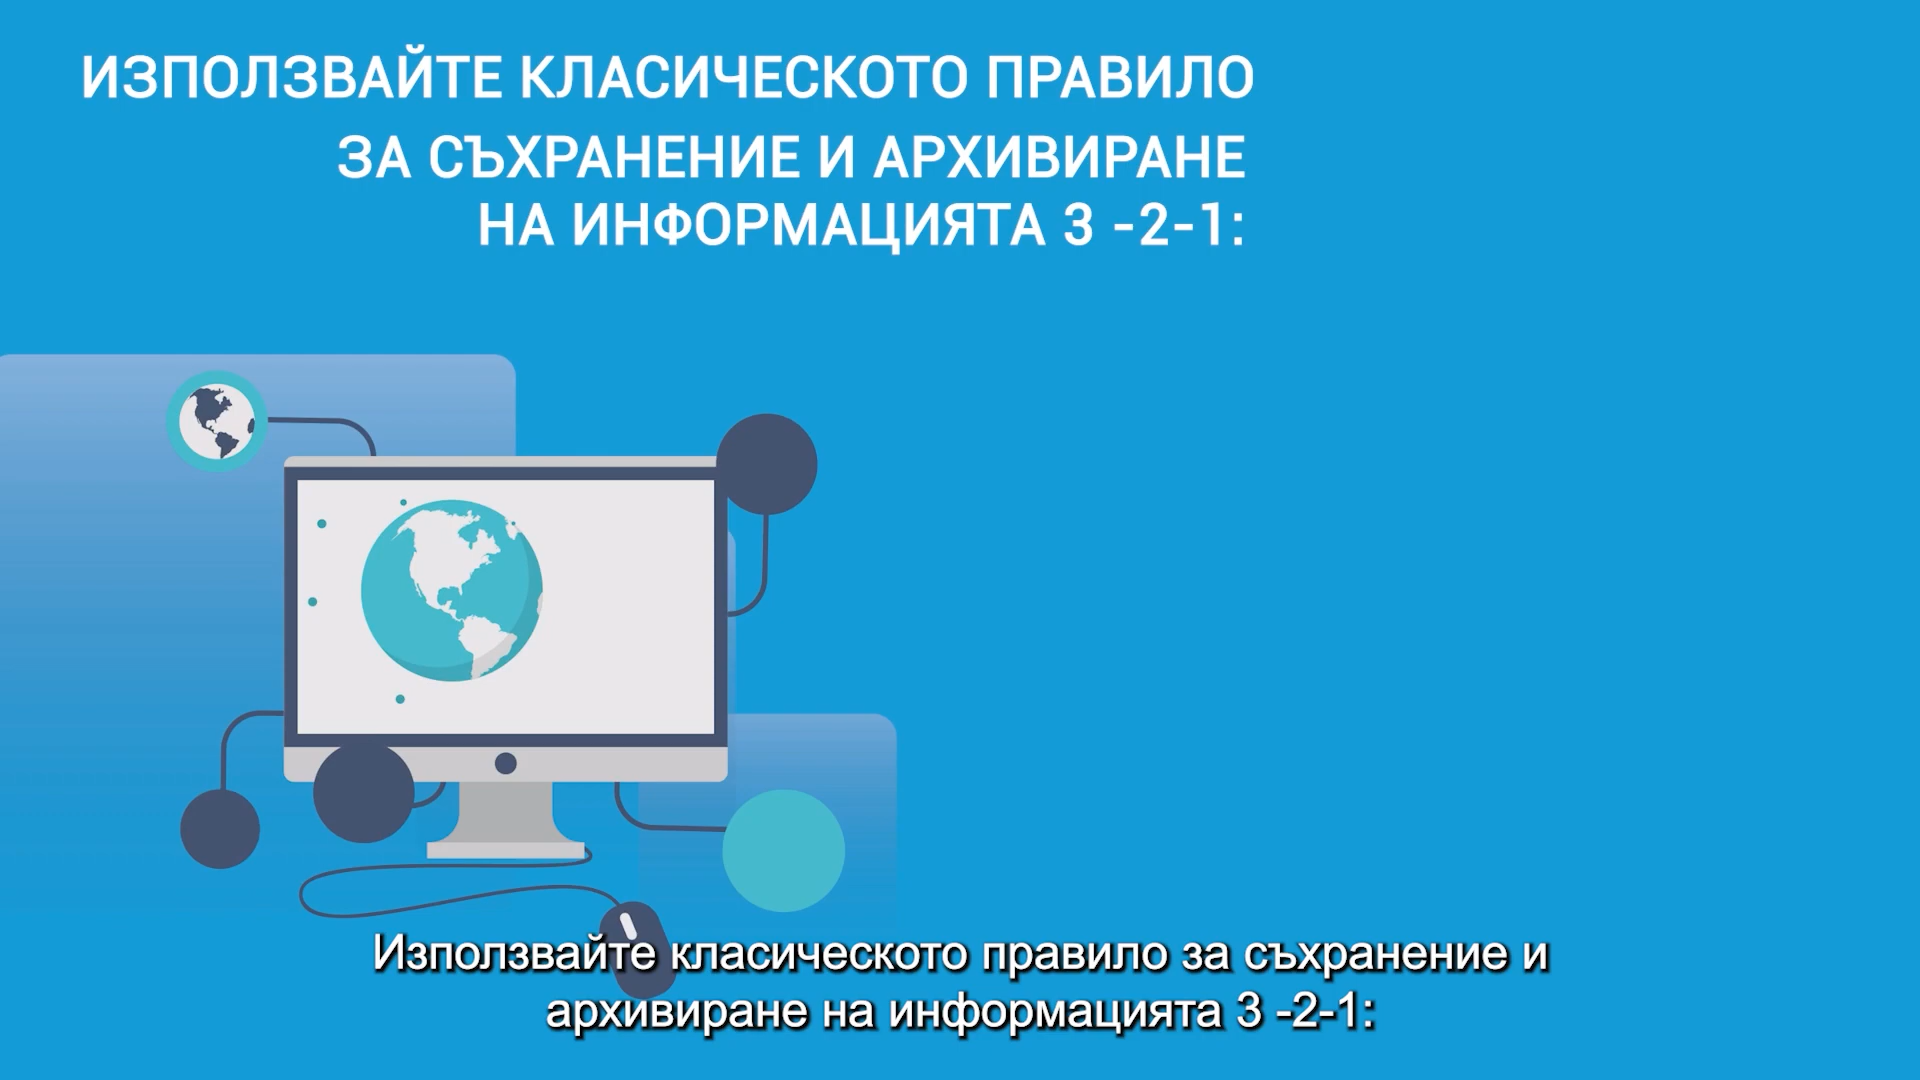 ИЗПОЛЗВАЙТЕ КЛАСИЧЕСКОТО ПРАВИЛО
ЗА СЪХРАНЕНИЕ И АРХИВИРАНЕ
НА ИНФОРМАЦИЯТА 3 -2-1:
Използвайте класическото правило за съхранение и
архивиране на информацията 3 -2-1: